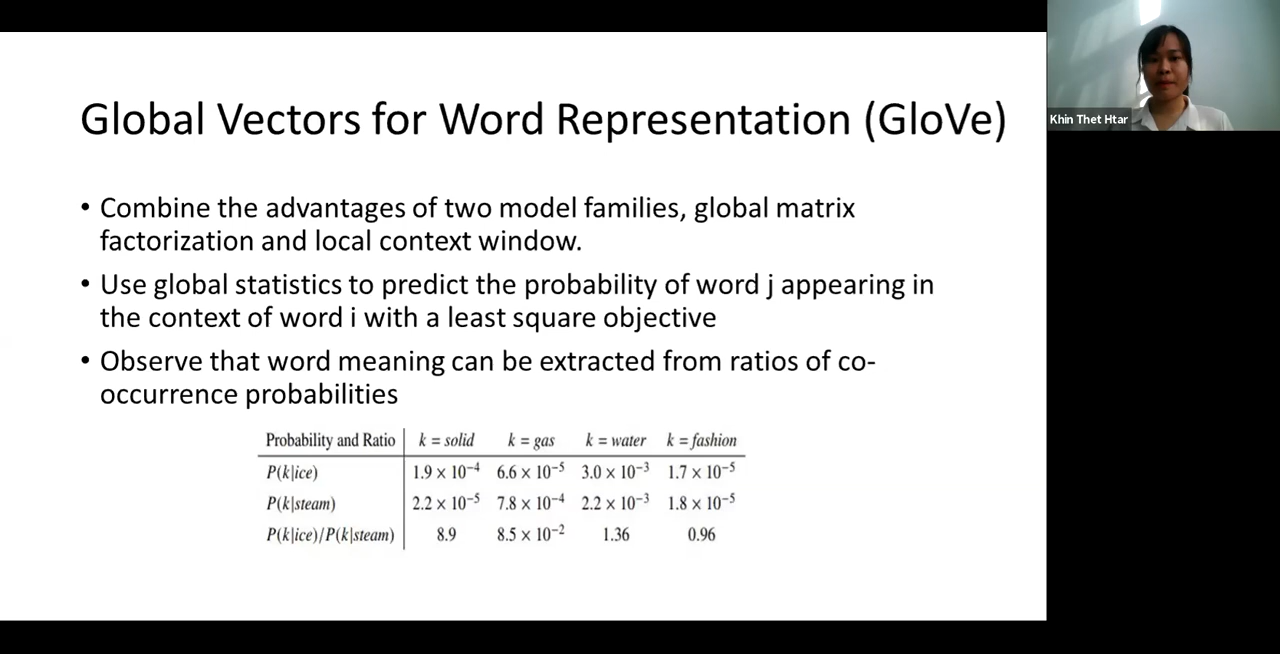 Global Vectors for Word Representation (GloVe)
• Combine the advantages of two model families, global matrix
factorization and local context window.
• Use global statistics to predict the probability of word j appearing in
the context of word i with a least square objective
• Observe that word meaning can be extracted from ratios of co-
occurrence probabilities
Probability and Ratio k = solid k = gas k = water k = fashion
P(k|ice) 1.9 × 10⁻⁴ 6.6 × 10⁻⁵ 3.0 × 10⁻³ 1.7 × 10⁻⁵
P(k|steam) 2.2 × 10⁻⁵ 7.8 × 10⁻⁴ 2.2 × 10⁻³ 1.8 × 10⁻⁵
P(k|ice)/P(k|steam) 8.9 8.5 × 10⁻² 1.36 0.96
Khin Thet Htar